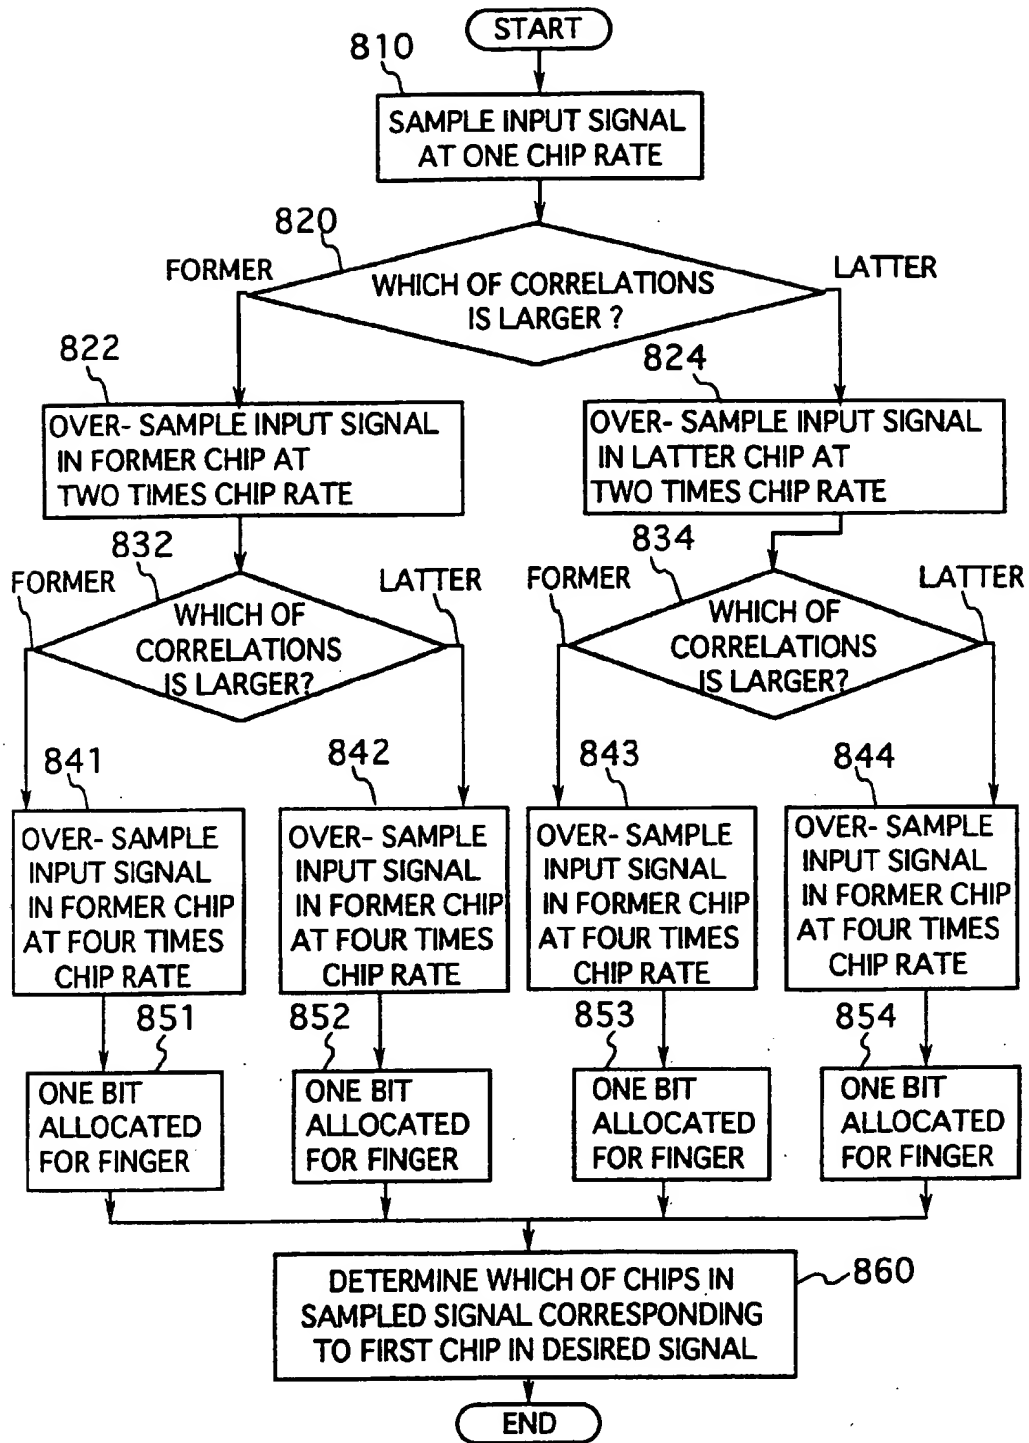 START
810
SAMPLE INPUT SIGNAL
AT ONE CHIP RATE
820
FORMER
LATTER
WHICH OF CORRELATIONS
IS LARGER ?
822
824
OVER- SAMPLE INPUT SIGNAL
IN FORMER CHIP AT
TWO TIMES CHIP RATE
OVER- SAMPLE INPUT SIGNAL
IN LATTER CHIP AT
TWO TIMES CHIP RATE
832
834
FORMER
LATTER
FORMER
LATTER
WHICH OF
CORRELATIONS
IS LARGER?
WHICH OF
CORRELATIONS
IS LARGER?
841
842
843
844
OVER- SAMPLE
INPUT SIGNAL
IN FORMER CHIP
AT FOUR TIMES
CHIP RATE
OVER- SAMPLE
INPUT SIGNAL
IN FORMER CHIP
AT FOUR TIMES
CHIP RATE
OVER- SAMPLE
INPUT SIGNAL
IN FORMER CHIP
AT FOUR TIMES
CHIP RATE
OVER- SAMPLE
INPUT SIGNAL
IN FORMER CHIP
AT FOUR TIMES
CHIP RATE
851
852
853
854
ONE BIT
ALLOCATED
FOR FINGER
ONE BIT
ALLOCATED
FOR FINGER
ONE BIT
ALLOCATED
FOR FINGER
ONE BIT
ALLOCATED
FOR FINGER
DETERMINE WHICH OF CHIPS IN
SAMPLED SIGNAL CORRESPONDING
TO FIRST CHIP IN DESIRED SIGNAL
860
END